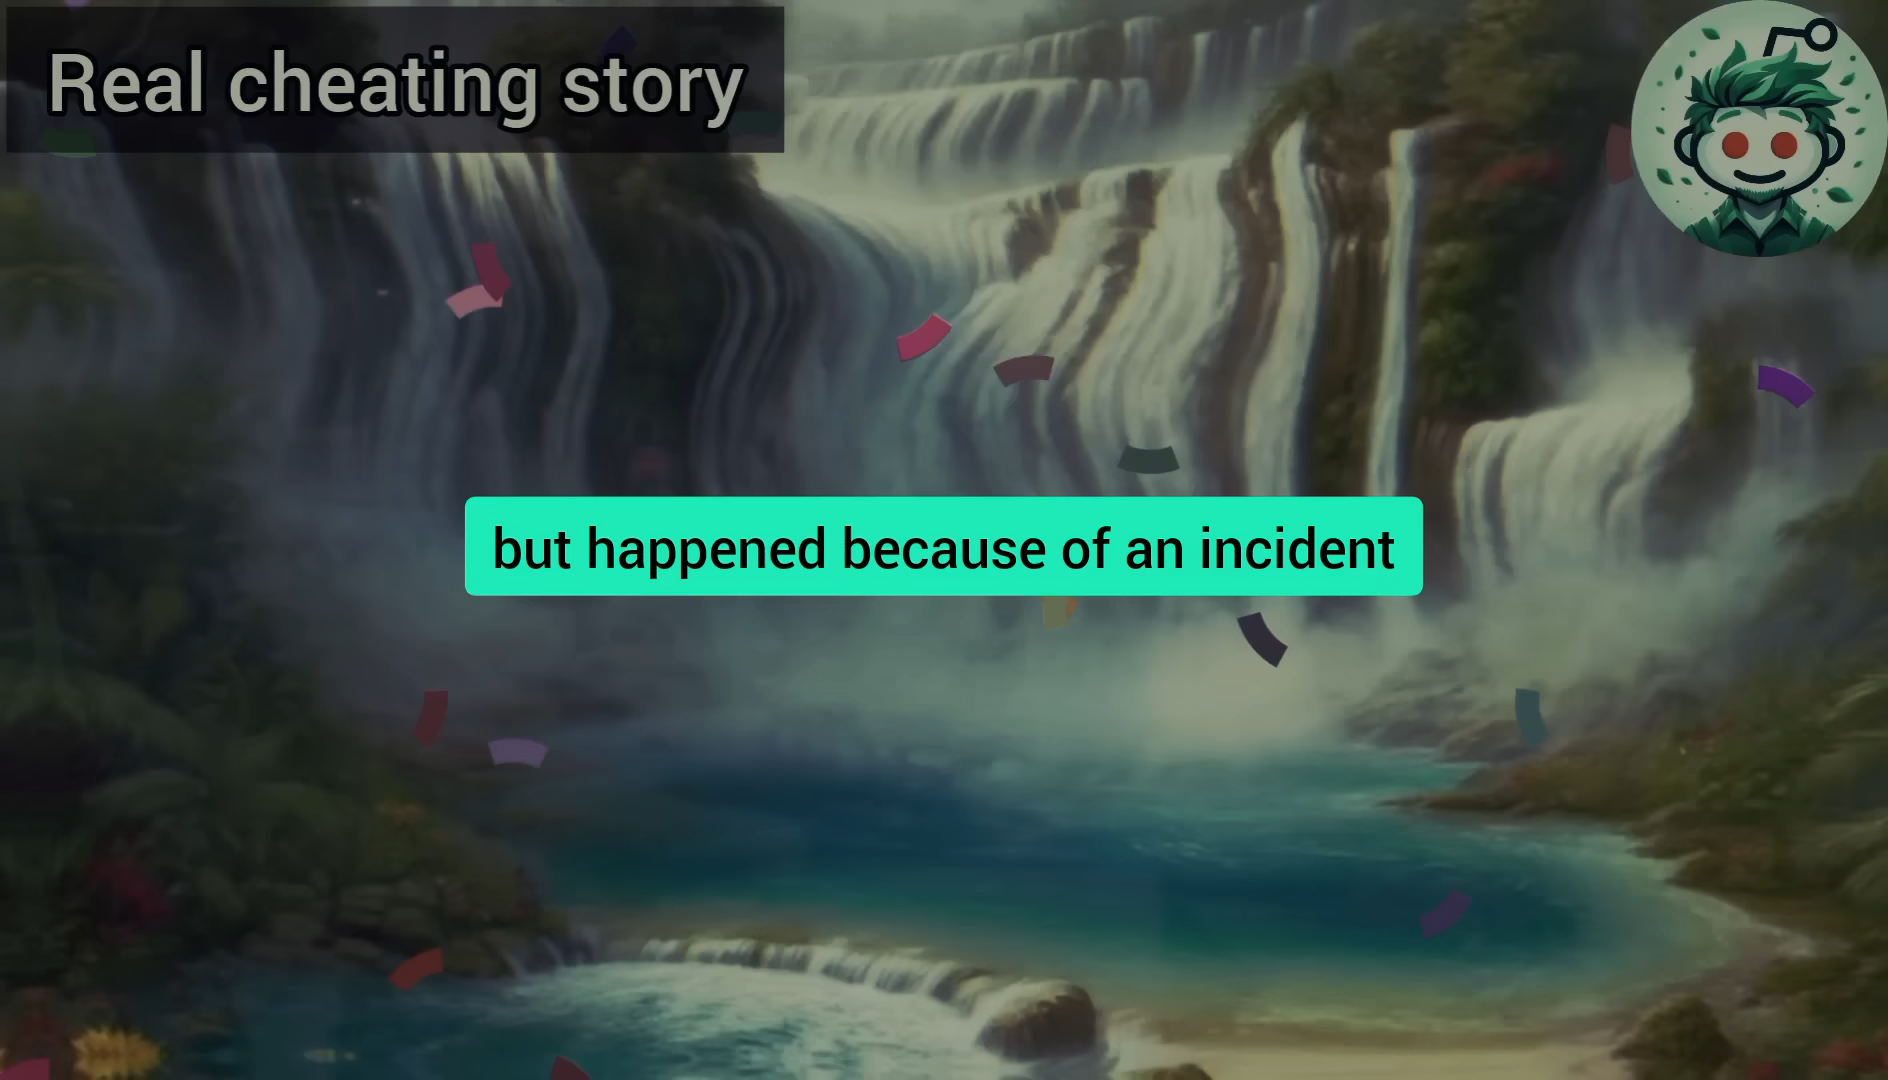 Real cheating story
but happened because of an incident